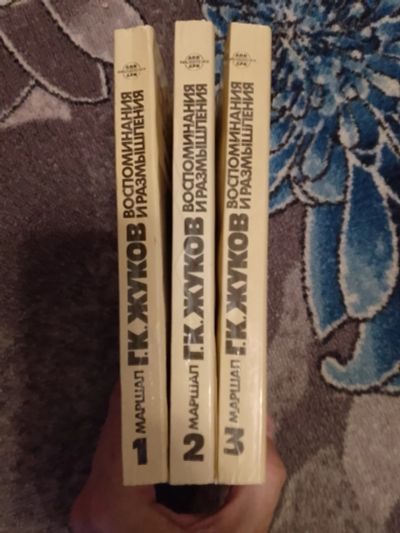 1 МАРШАЛ Г.К. ЖУКОВ ВОСПОМИНАНИЯ
И РАЗМЫШЛЕНИЯ
2 МАРШАЛ Г.К. ЖУКОВ ВОСПОМИНАНИЯ
И РАЗМЫШЛЕНИЯ
3 МАРШАЛ Г.К. ЖУКОВ ВОСПОМИНАНИЯ
И РАЗМЫШЛЕНИЯ